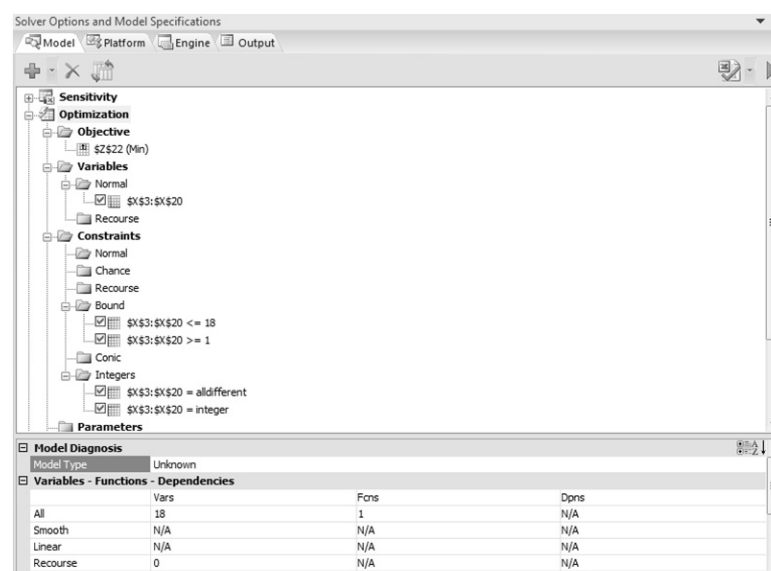 Solver Options and Model Specifications
Model Platform Engine Output
Sensitivity
Optimization
Objective
$Z$22 (Min)
Variables
Normal
$X$3:$X$20
Recourse
Constraints
Normal
Chance
Recourse
Bound
$X$3:$X$20 <= 18
$X$3:$X$20 >= 1
Conic
Integers
$X$3:$X$20 = alldifferent
$X$3:$X$20 = integer
Parameters
Model Diagnosis
Model Type Unknown
Variables - Functions - Dependencies
Vars Fcns Dpns
All 18 1 N/A
Smooth N/A N/A N/A
Linear N/A N/A N/A
Recourse 0 N/A N/A